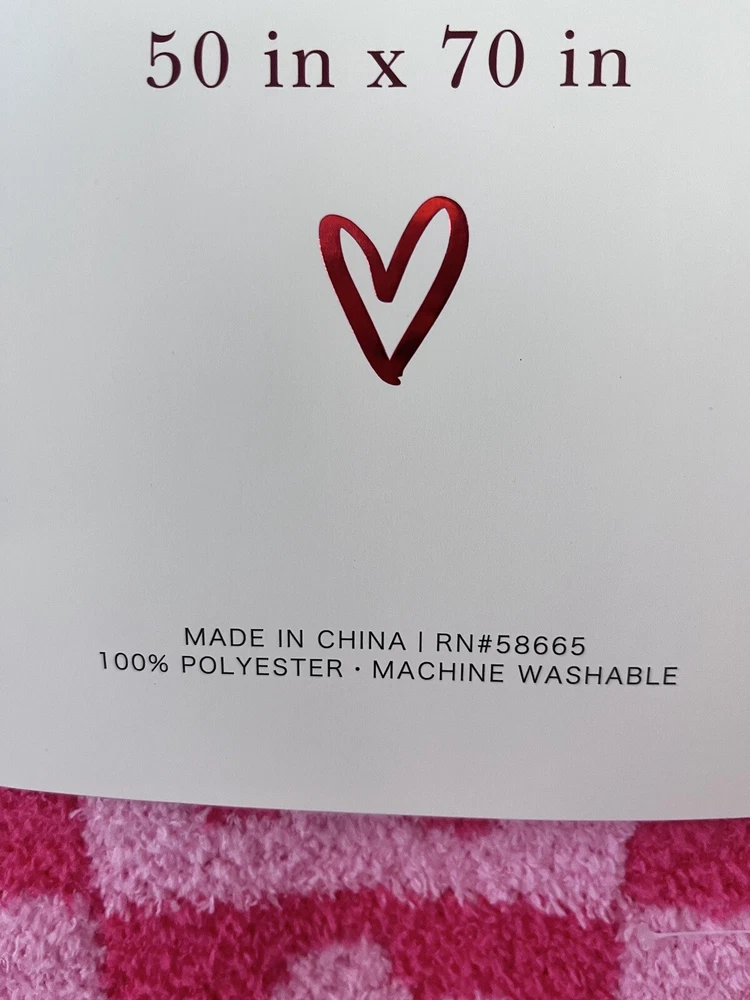 50 in x 70 in
MADE IN CHINA | RN#58665
100% POLYESTER · MACHINE WASHABLE